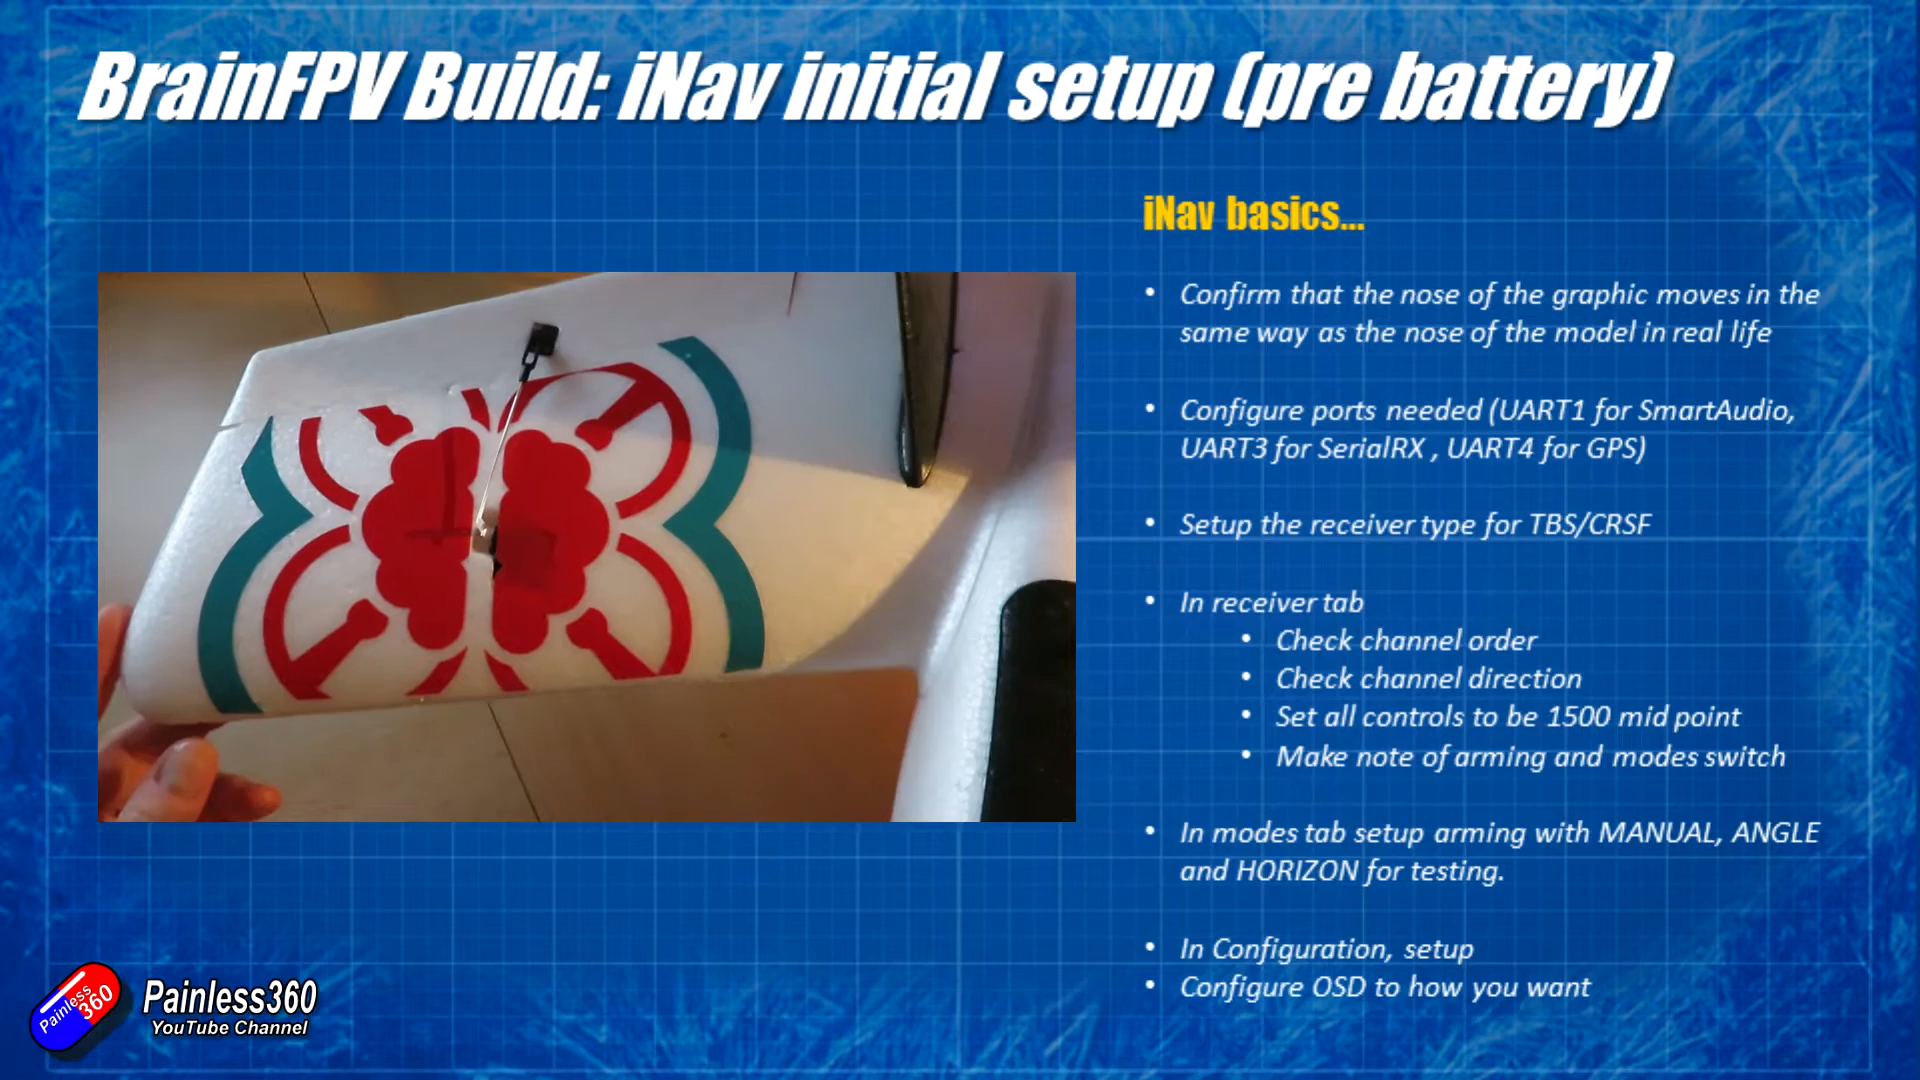 BrainFPV Build: iNav initial setup (pre battery)
iNav basics...
• Confirm that the nose of the graphic moves in the
same way as the nose of the model in real life
• Configure ports needed (UART1 for SmartAudio,
UART3 for SerialRX , UART4 for GPS)
• Setup the receiver type for TBS/CRSF
• In receiver tab
• Check channel order
• Check channel direction
• Set all controls to be 1500 mid point
• Make note of arming and modes switch
• In modes tab setup arming with MANUAL, ANGLE
and HORIZON for testing.
• In Configuration, setup
• Configure OSD to how you want
Painless
360
Painless360
YouTube Channel